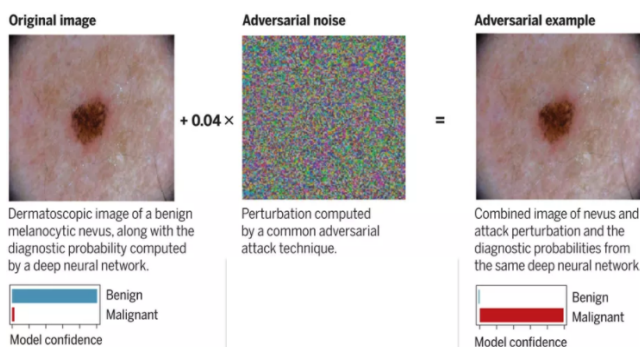 Original image
Adversarial noise
Adversarial example
+ 0.04 ×
=
Dermatoscopic image of a benign
melanocytic nevus, along with the
diagnostic probability computed
by a deep neural network.
Perturbation computed
by a common adversarial
attack technique.
Combined image of nevus and
attack perturbation and the
diagnostic probabilities from
the same deep neural network.
Benign
Malignant
Model confidence
Benign
Malignant
Model confidence